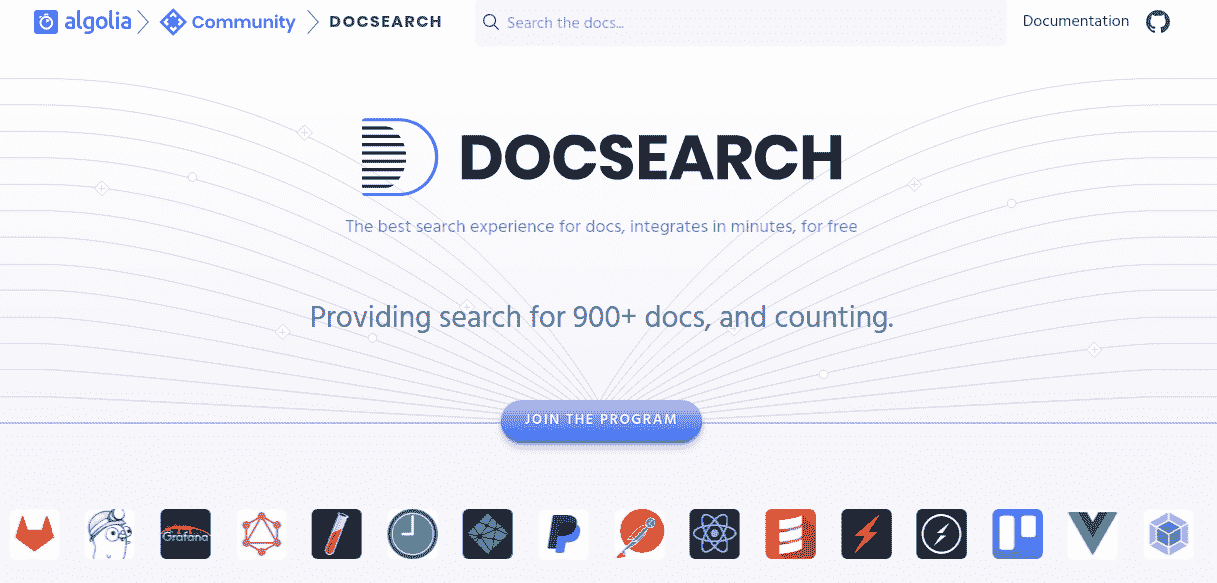 algolia Community DOCSEARCH Search the docs... Documentation
DOCSEARCH
The best search experience for docs, integrates in minutes, for free
Providing search for 900+ docs, and counting.
JOIN THE PROGRAM
Grafana